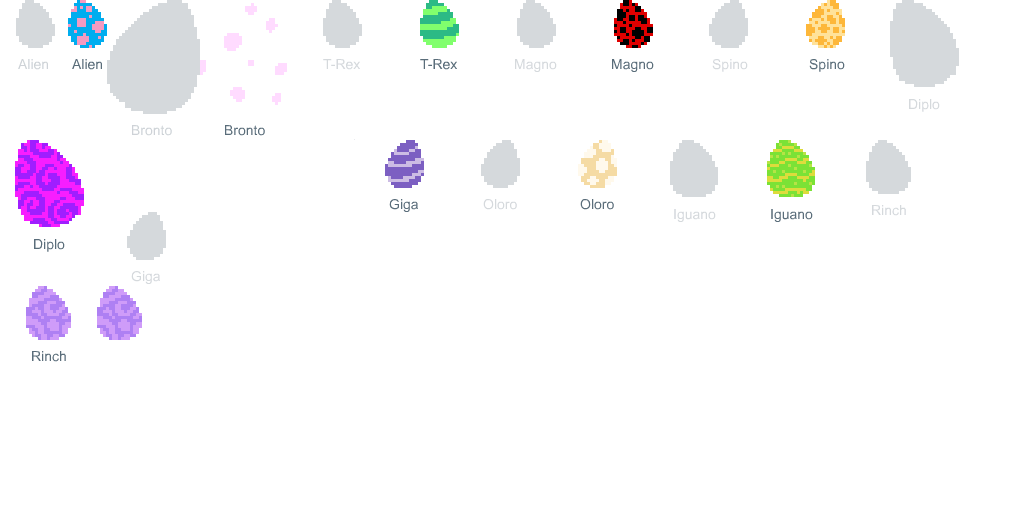 Alien
Alien
Bronto
Bronto
T-Rex
T-Rex
Magno
Magno
Spino
Spino
Diplo
Diplo
Giga
Giga
Oloro
Oloro
Iguano
Iguano
Rinch
Rinch